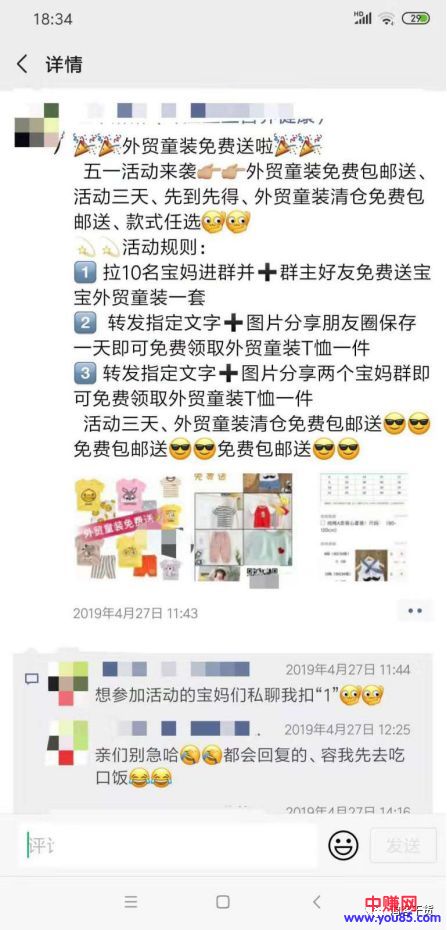 18:34
HD
29
详情
外贸童装免费送啦
五一活动来袭👉👉外贸童装免费包邮送、
活动三天、先到先得、外贸童装清仓免费包
邮送、款式任选
活动规则：
1 拉10名宝妈进群并➕群主好友免费送宝
宝外贸童装一套
2 转发指定文字➕图片分享朋友圈保存
一天即可免费领取外贸童装T恤一件
3 转发指定文字➕图片分享两个宝妈群即
可免费领取外贸童装T恤一件
活动三天、外贸童装清仓免费包邮送😎😎
免费包邮送😎😎免费包邮送😎😎
外贸童装免费送
免费送
2019年4月27日 11:43
2019年4月27日 11:44
想参加活动的宝妈们私聊我扣“1”
2019年4月27日 12:25
亲们别急哈🤣🤣都会回复的、容我先去吃
口饭😂😂
2019年4月27日 14:16
评论
发送
中赚网
www.you85.com